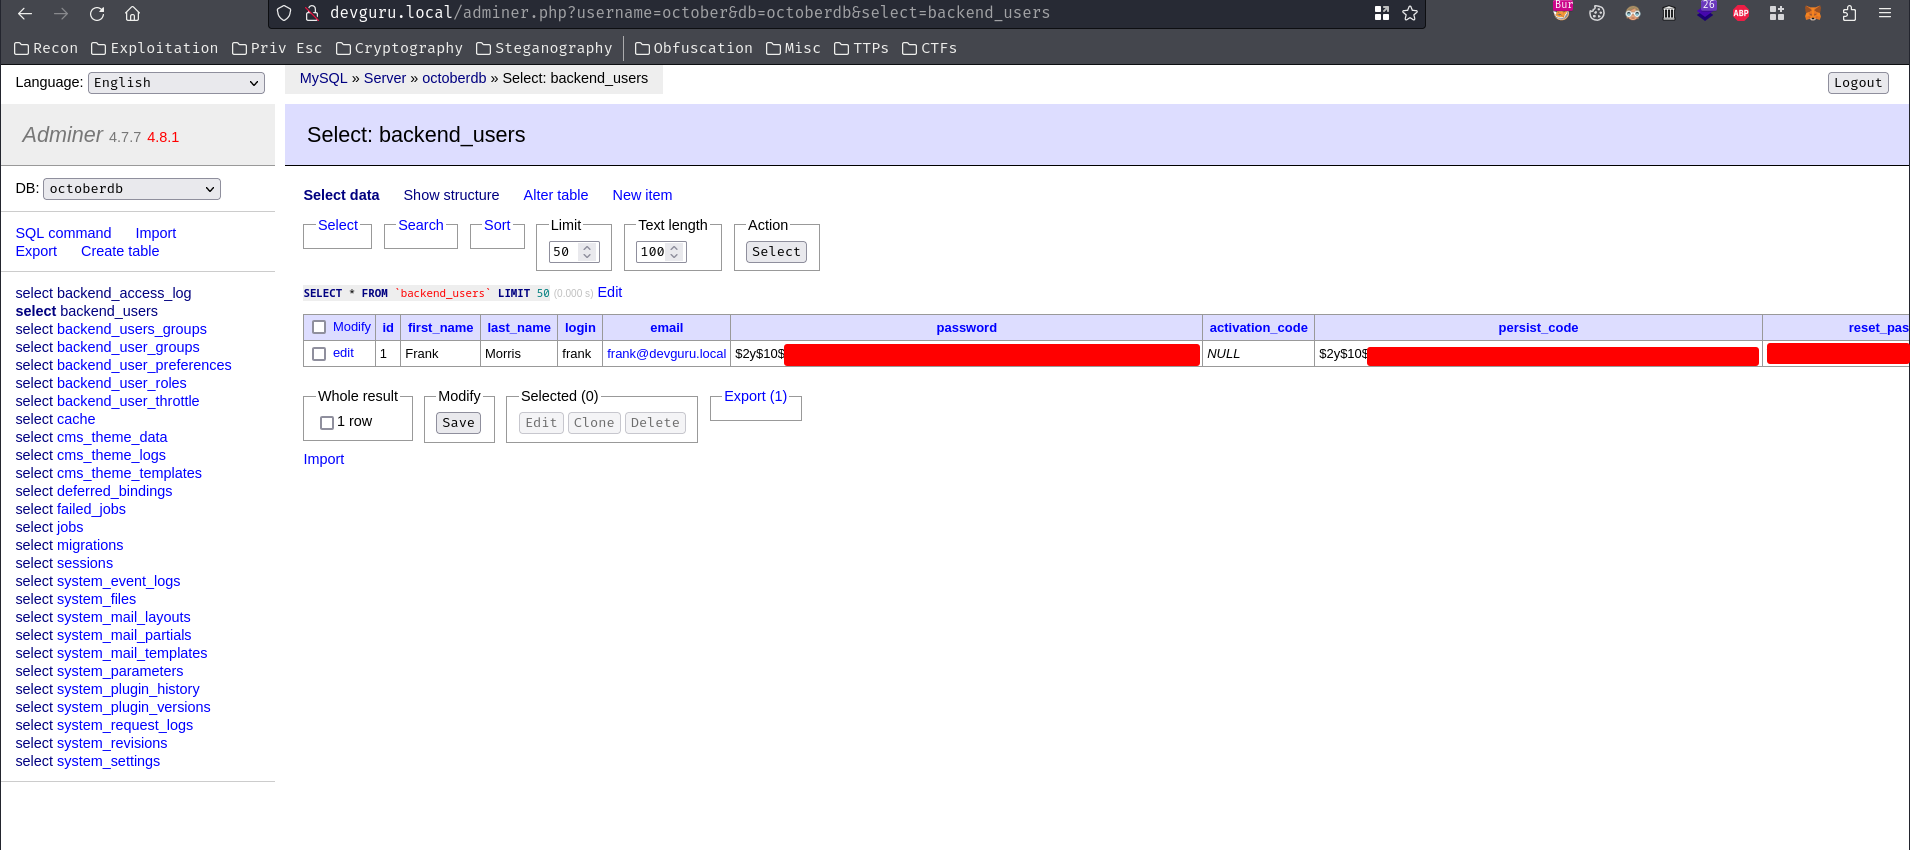 Bur
26
ABP
devguru.local/adminer.php?username=october&db=octoberdb&select=backend_users
Recon Exploitation Priv Esc Cryptography Steganography Obfuscation Misc TTPs CTFs
Language: English
MySQL » Server » octoberdb » Select: backend_users
Logout
Adminer 4.7.7 4.8.1
Select: backend_users
DB: octoberdb
Select data Show structure Alter table New item
SQL command Import
Export Create table
Select Search Sort Limit Text length Action
50 100 Select
SELECT * FROM `backend_users` LIMIT 50 (0.000 s) Edit
Modify id first_name last_name login email password activation_code persist_code reset_pas
edit 1 Frank Morris frank frank@devguru.local $2y$10$ NULL $2y$10$
Whole result Modify Selected (0) Export (1)
1 row Save Edit Clone Delete
Import
select backend_access_log
select backend_users
select backend_users_groups
select backend_user_groups
select backend_user_preferences
select backend_user_roles
select backend_user_throttle
select cache
select cms_theme_data
select cms_theme_logs
select cms_theme_templates
select deferred_bindings
select failed_jobs
select jobs
select migrations
select sessions
select system_event_logs
select system_files
select system_mail_layouts
select system_mail_partials
select system_mail_templates
select system_parameters
select system_plugin_history
select system_plugin_versions
select system_request_logs
select system_revisions
select system_settings